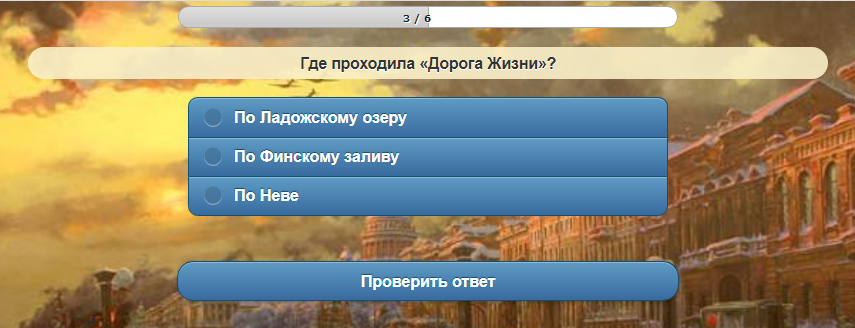 3 / 6
Где проходила «Дорога Жизни»?
По Ладожскому озеру
По Финскому заливу
По Неве
Проверить ответ